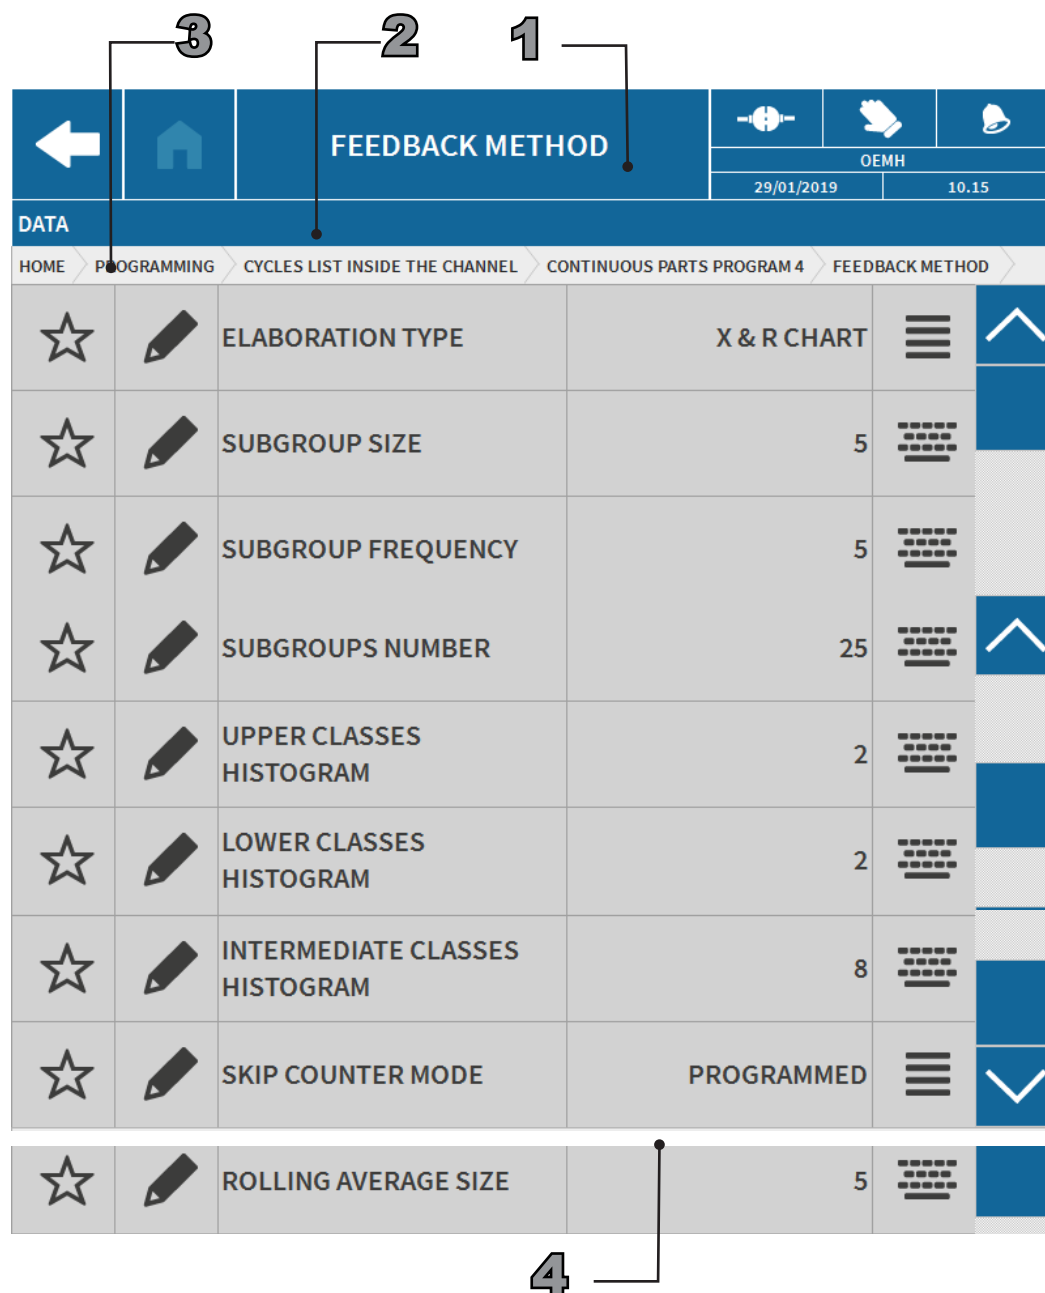 3 2 1
FEEDBACK METHOD
OEMH
29/01/2019 10.15
DATA
HOME PROGRAMMING CYCLES LIST INSIDE THE CHANNEL CONTINUOUS PARTS PROGRAM 4 FEEDBACK METHOD
ELABORATION TYPE X & R CHART
SUBGROUP SIZE 5
SUBGROUP FREQUENCY 5
SUBGROUPS NUMBER 25
UPPER CLASSES
HISTOGRAM 2
LOWER CLASSES
HISTOGRAM 2
INTERMEDIATE CLASSES
HISTOGRAM 8
SKIP COUNTER MODE PROGRAMMED
ROLLING AVERAGE SIZE 5
4